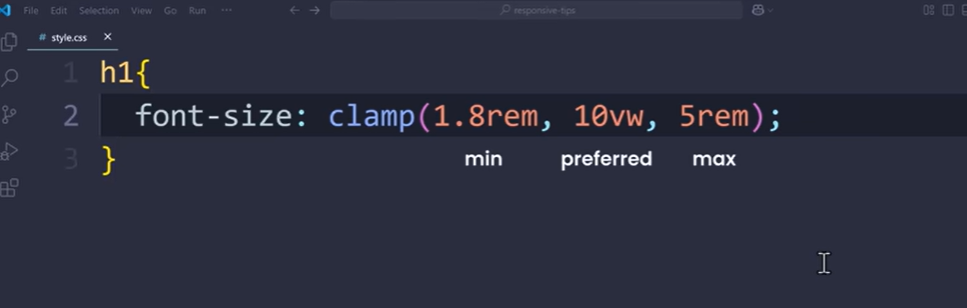 File Edit Selection View Go Run ··· responsive-tips
# style.css ×
1 h1{
2 font-size: clamp(1.8rem, 10vw, 5rem);
3 }
min preferred max